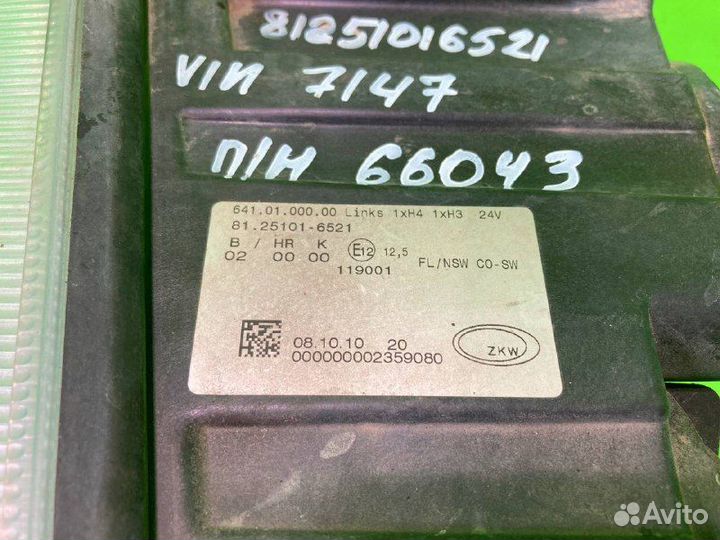 81251016521
VIN 7147
П/Н 66043
641.01.000.00 Links 1xH4 1xH3 24V
81.25101-6521
B / HR K E12 12,5 FL/NSW CO-SW
02 00 00
119001
08.10.10 20
000000002359080
ZKW
Avito